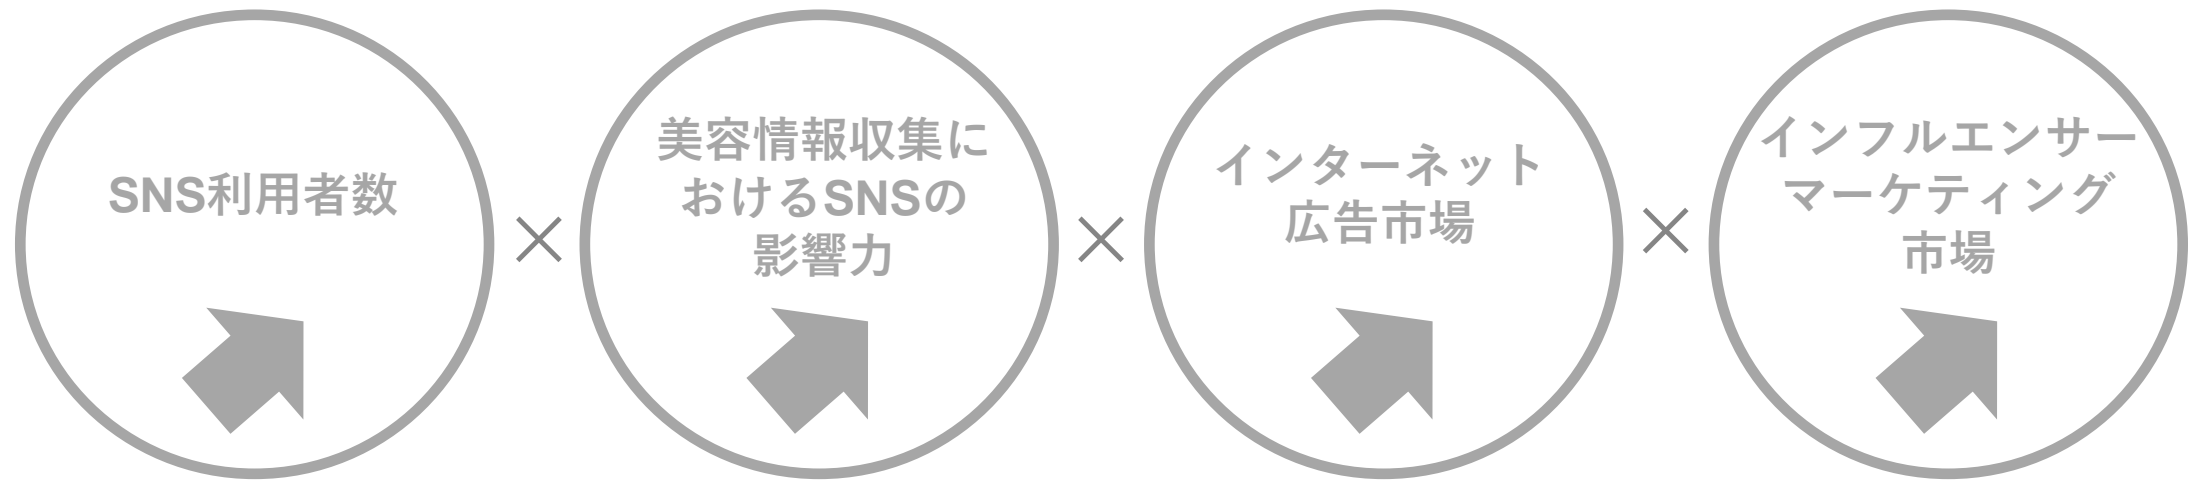 SNS利用者数
×
美容情報収集に
おけるSNSの
影響力
×
インターネット
広告市場
×
インフルエンサー
マーケティング
市場